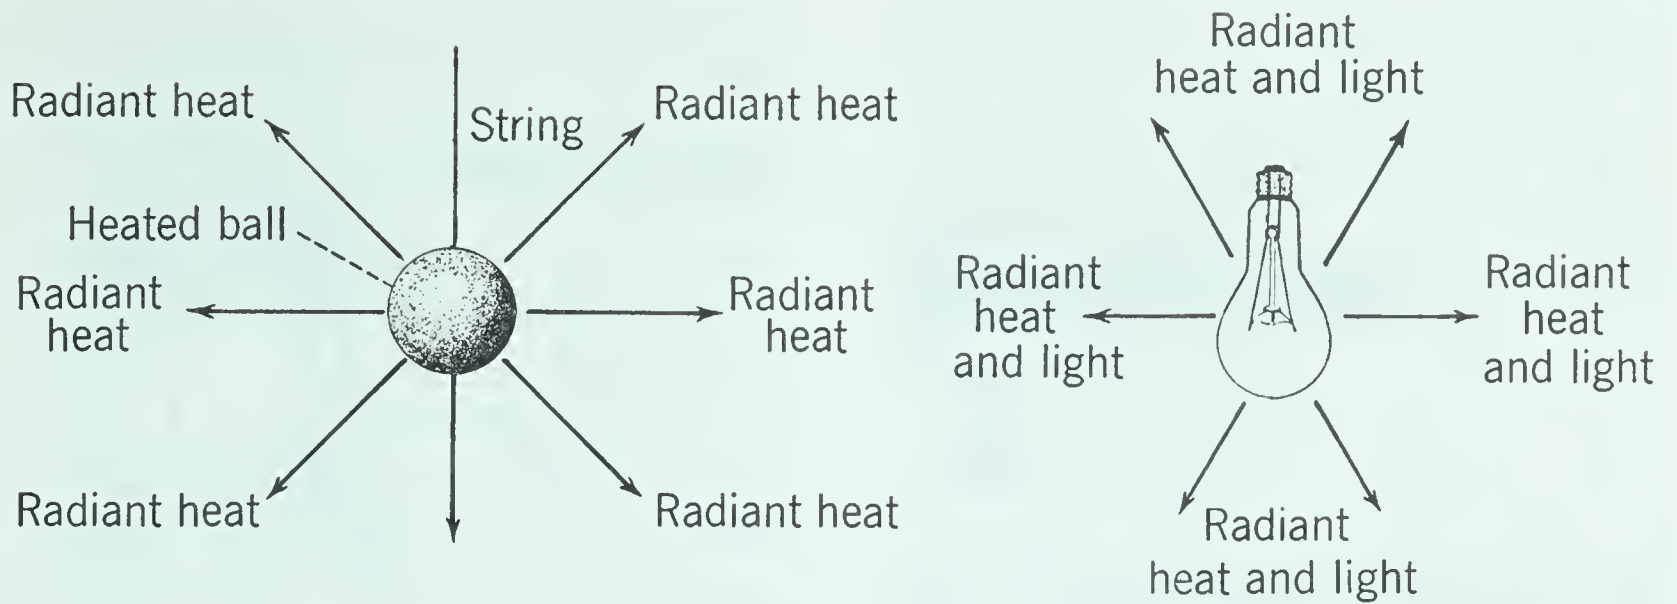 Radiant heat
String
Radiant heat
Heated ball
Radiant
heat
Radiant
heat
Radiant heat
Radiant heat
Radiant
heat and light
Radiant
heat
and light
Radiant
heat
and light
Radiant
heat and light